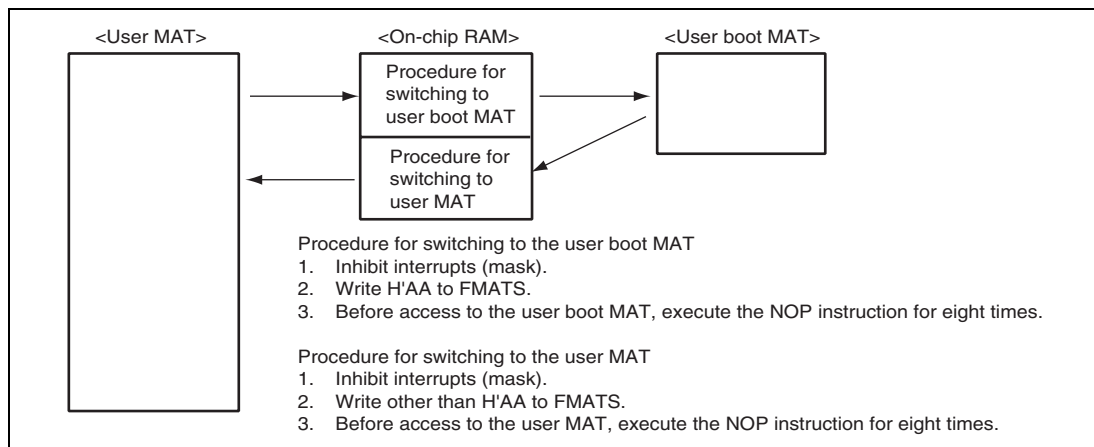 <User MAT> <On-chip RAM> <User boot MAT>
Procedure for
switching to
user boot MAT
Procedure for
switching to
user MAT
Procedure for switching to the user boot MAT
1. Inhibit interrupts (mask).
2. Write H'AA to FMATS.
3. Before access to the user boot MAT, execute the NOP instruction for eight times.
Procedure for switching to the user MAT
1. Inhibit interrupts (mask).
2. Write other than H'AA to FMATS.
3. Before access to the user MAT, execute the NOP instruction for eight times.